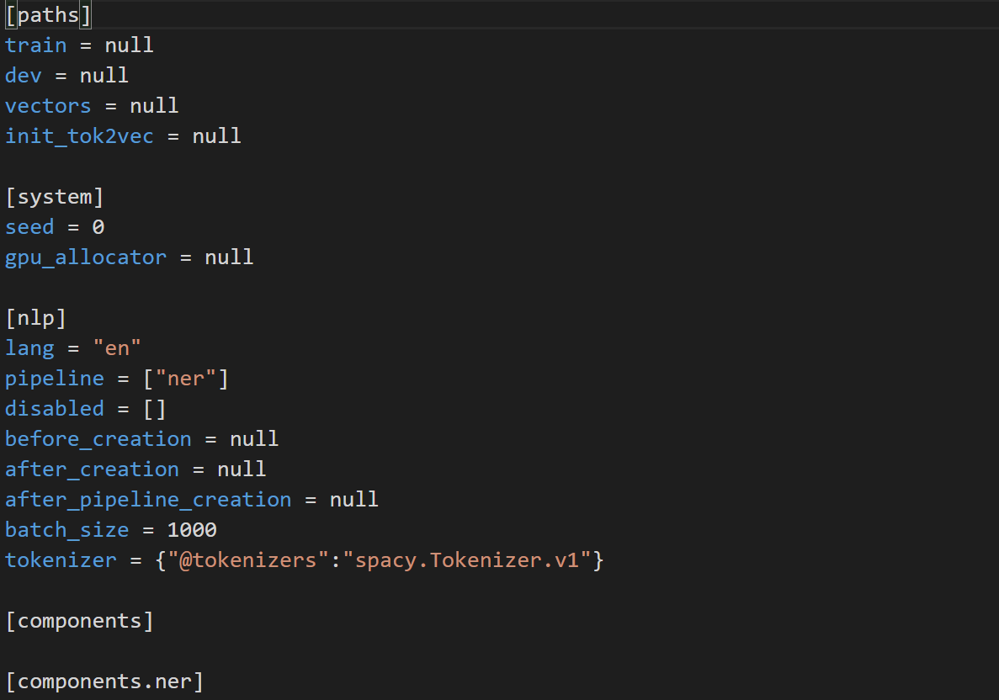 [paths]
train = null
dev = null
vectors = null
init_tok2vec = null
[system]
seed = 0
gpu_allocator = null
[nlp]
lang = "en"
pipeline = ["ner"]
disabled = []
before_creation = null
after_creation = null
after_pipeline_creation = null
batch_size = 1000
tokenizer = {"@tokenizers":"spacy.Tokenizer.v1"}
[components]
[components.ner]